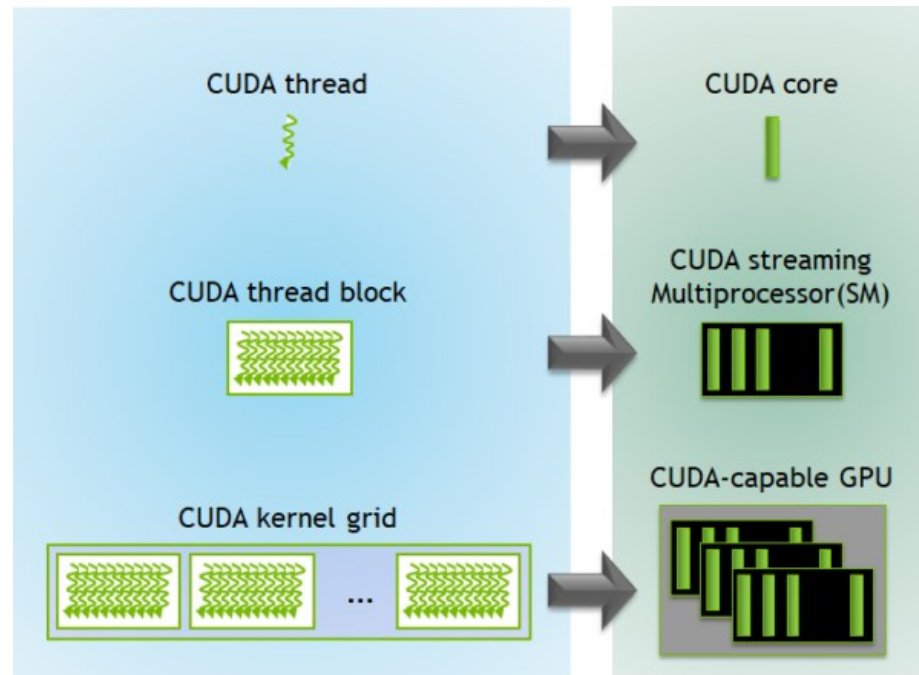 CUDA thread
CUDA core
CUDA thread block
CUDA streaming
Multiprocessor(SM)
CUDA kernel grid
...
CUDA-capable GPU